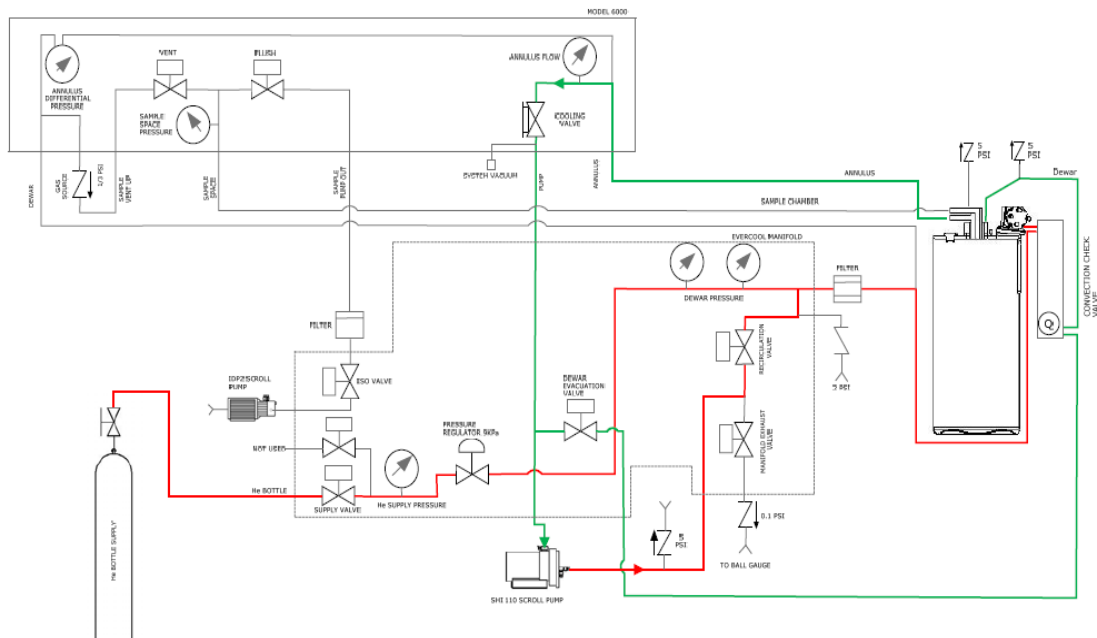 MODEL 6000
VENT
FLUSH
ANNULUS FLOW
ANNULUS
DIFFERENTIAL
PRESSURE
SAMPLE
SPACE
PRESSURE
COOLING
VALVE
SYSTEM VACUUM
DEWAR
GAS
SOURCE
1/3 PSI
SAMPLE
VENT UP
SAMPLE
SPACE
SAMPLE
PUMP OUT
PUMP
ANNULUS
5
PSI
5
PSI
Dewar
ANNULUS
SAMPLE CHAMBER
EVERCOOL MANIFOLD
DEWAR PRESSURE
FILTER
CONVECTION CHECK
VALVE
Q
FILTER
ISO VALVE
IDP2 SCROLL
PUMP
RECIRCULATION
VALVE
5 PSI
DEWAR
EVACUATION
VALVE
PRESSURE
REGULATOR 9KPa
NOT USED
MANIFOLD EXHAUST
VALVE
He BOTTLE
SUPPLY VALVE
He SUPPLY PRESSURE
He BOTTLE SUPPLY
0.1 PSI
PSI
TO BALL GAUGE
SHI 110 SCROLL PUMP